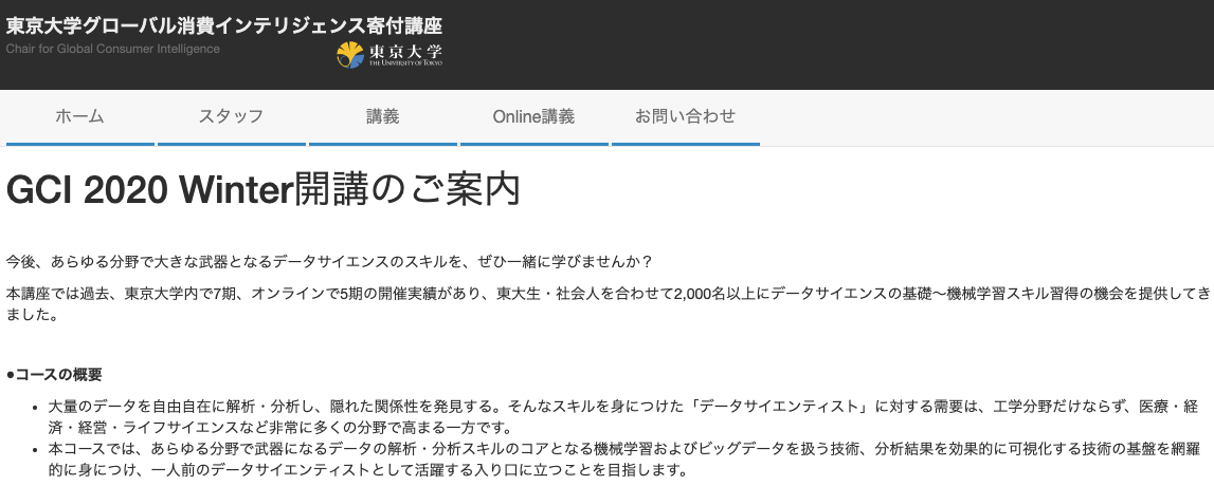 東京大学グローバル消費インテリジェンス寄付講座
Chair for Global Consumer Intelligence
東京大学
THE UNIVERSITY OF TOKYO
ホーム
スタッフ
講義
Online講義
お問い合わせ
GCI 2020 Winter開講のご案内
今後、あらゆる分野で大きな武器となるデータサイエンスのスキルを、ぜひ一緒に学びませんか？
本講座では過去、東京大学内で7期、オンラインで5期の開催実績があり、東大生・社会人を合わせて2,000名以上にデータサイエンスの基礎〜機械学習スキル習得の機会を提供してき
ました。
●コースの概要
• 大量のデータを自由自在に解析・分析し、隠れた関係性を発見する。そんなスキルを身につけた「データサイエンティスト」に対する需要は、工学分野だけならず、医療・経
済・経営・ライフサイエンスなど非常に多くの分野で高まる一方です。
• 本コースでは、あらゆる分野で武器になるデータの解析・分析スキルのコアとなる機械学習およびビッグデータを扱う技術、分析結果を効果的に可視化する技術の基盤を網羅
的に身につけ、一人前のデータサイエンティストとして活躍する入り口に立つことを目指します。